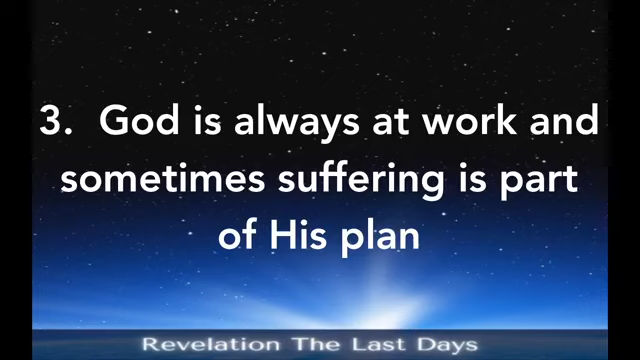 3. God is always at work and
sometimes suffering is part
of His plan
Revelation The Last Days